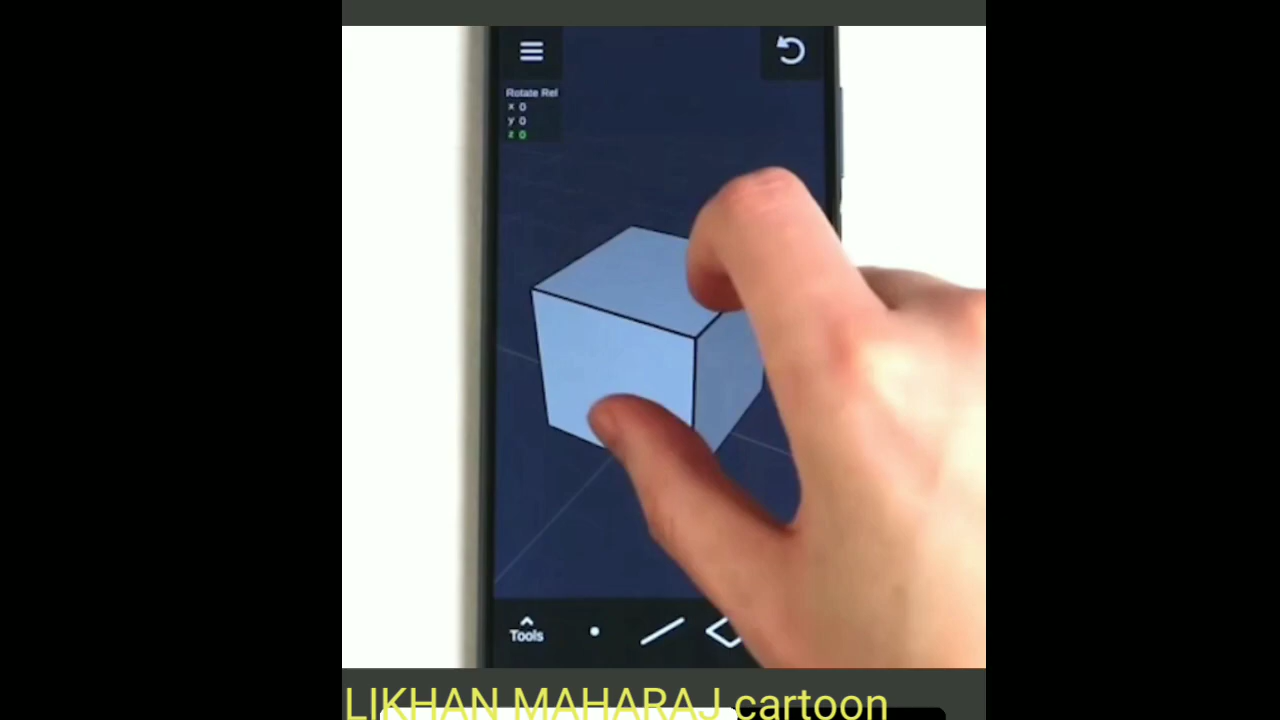 Rotate Rel
x 0
y 0
z 0
Tools
LIKHAN MAHARAJ cartoon